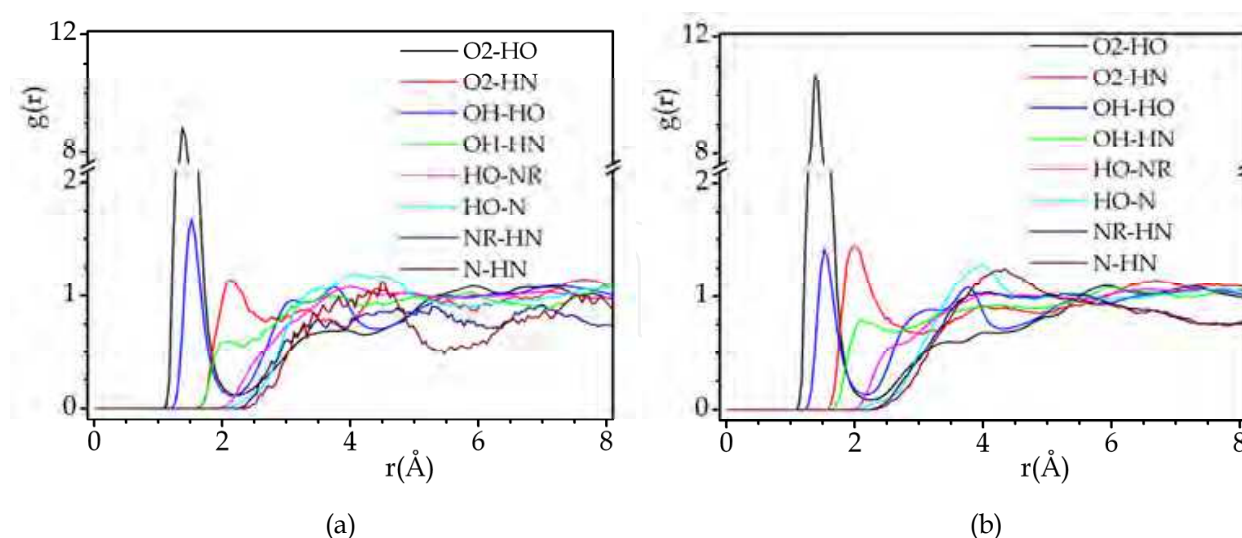 12
8
2
1
0
g(r)
O2-HO
O2-HN
OH-HO
OH-HN
HO-NR
HO-N
NR-HN
N-HN
0 2 4 6 8
r(Å)
(a)
12
8
2
1
0
g(r)
O2-HO
O2-HN
OH-HO
OH-HN
HO-NR
HO-N
NR-HN
N-HN
0 2 4 6 8
r(Å)
(b)